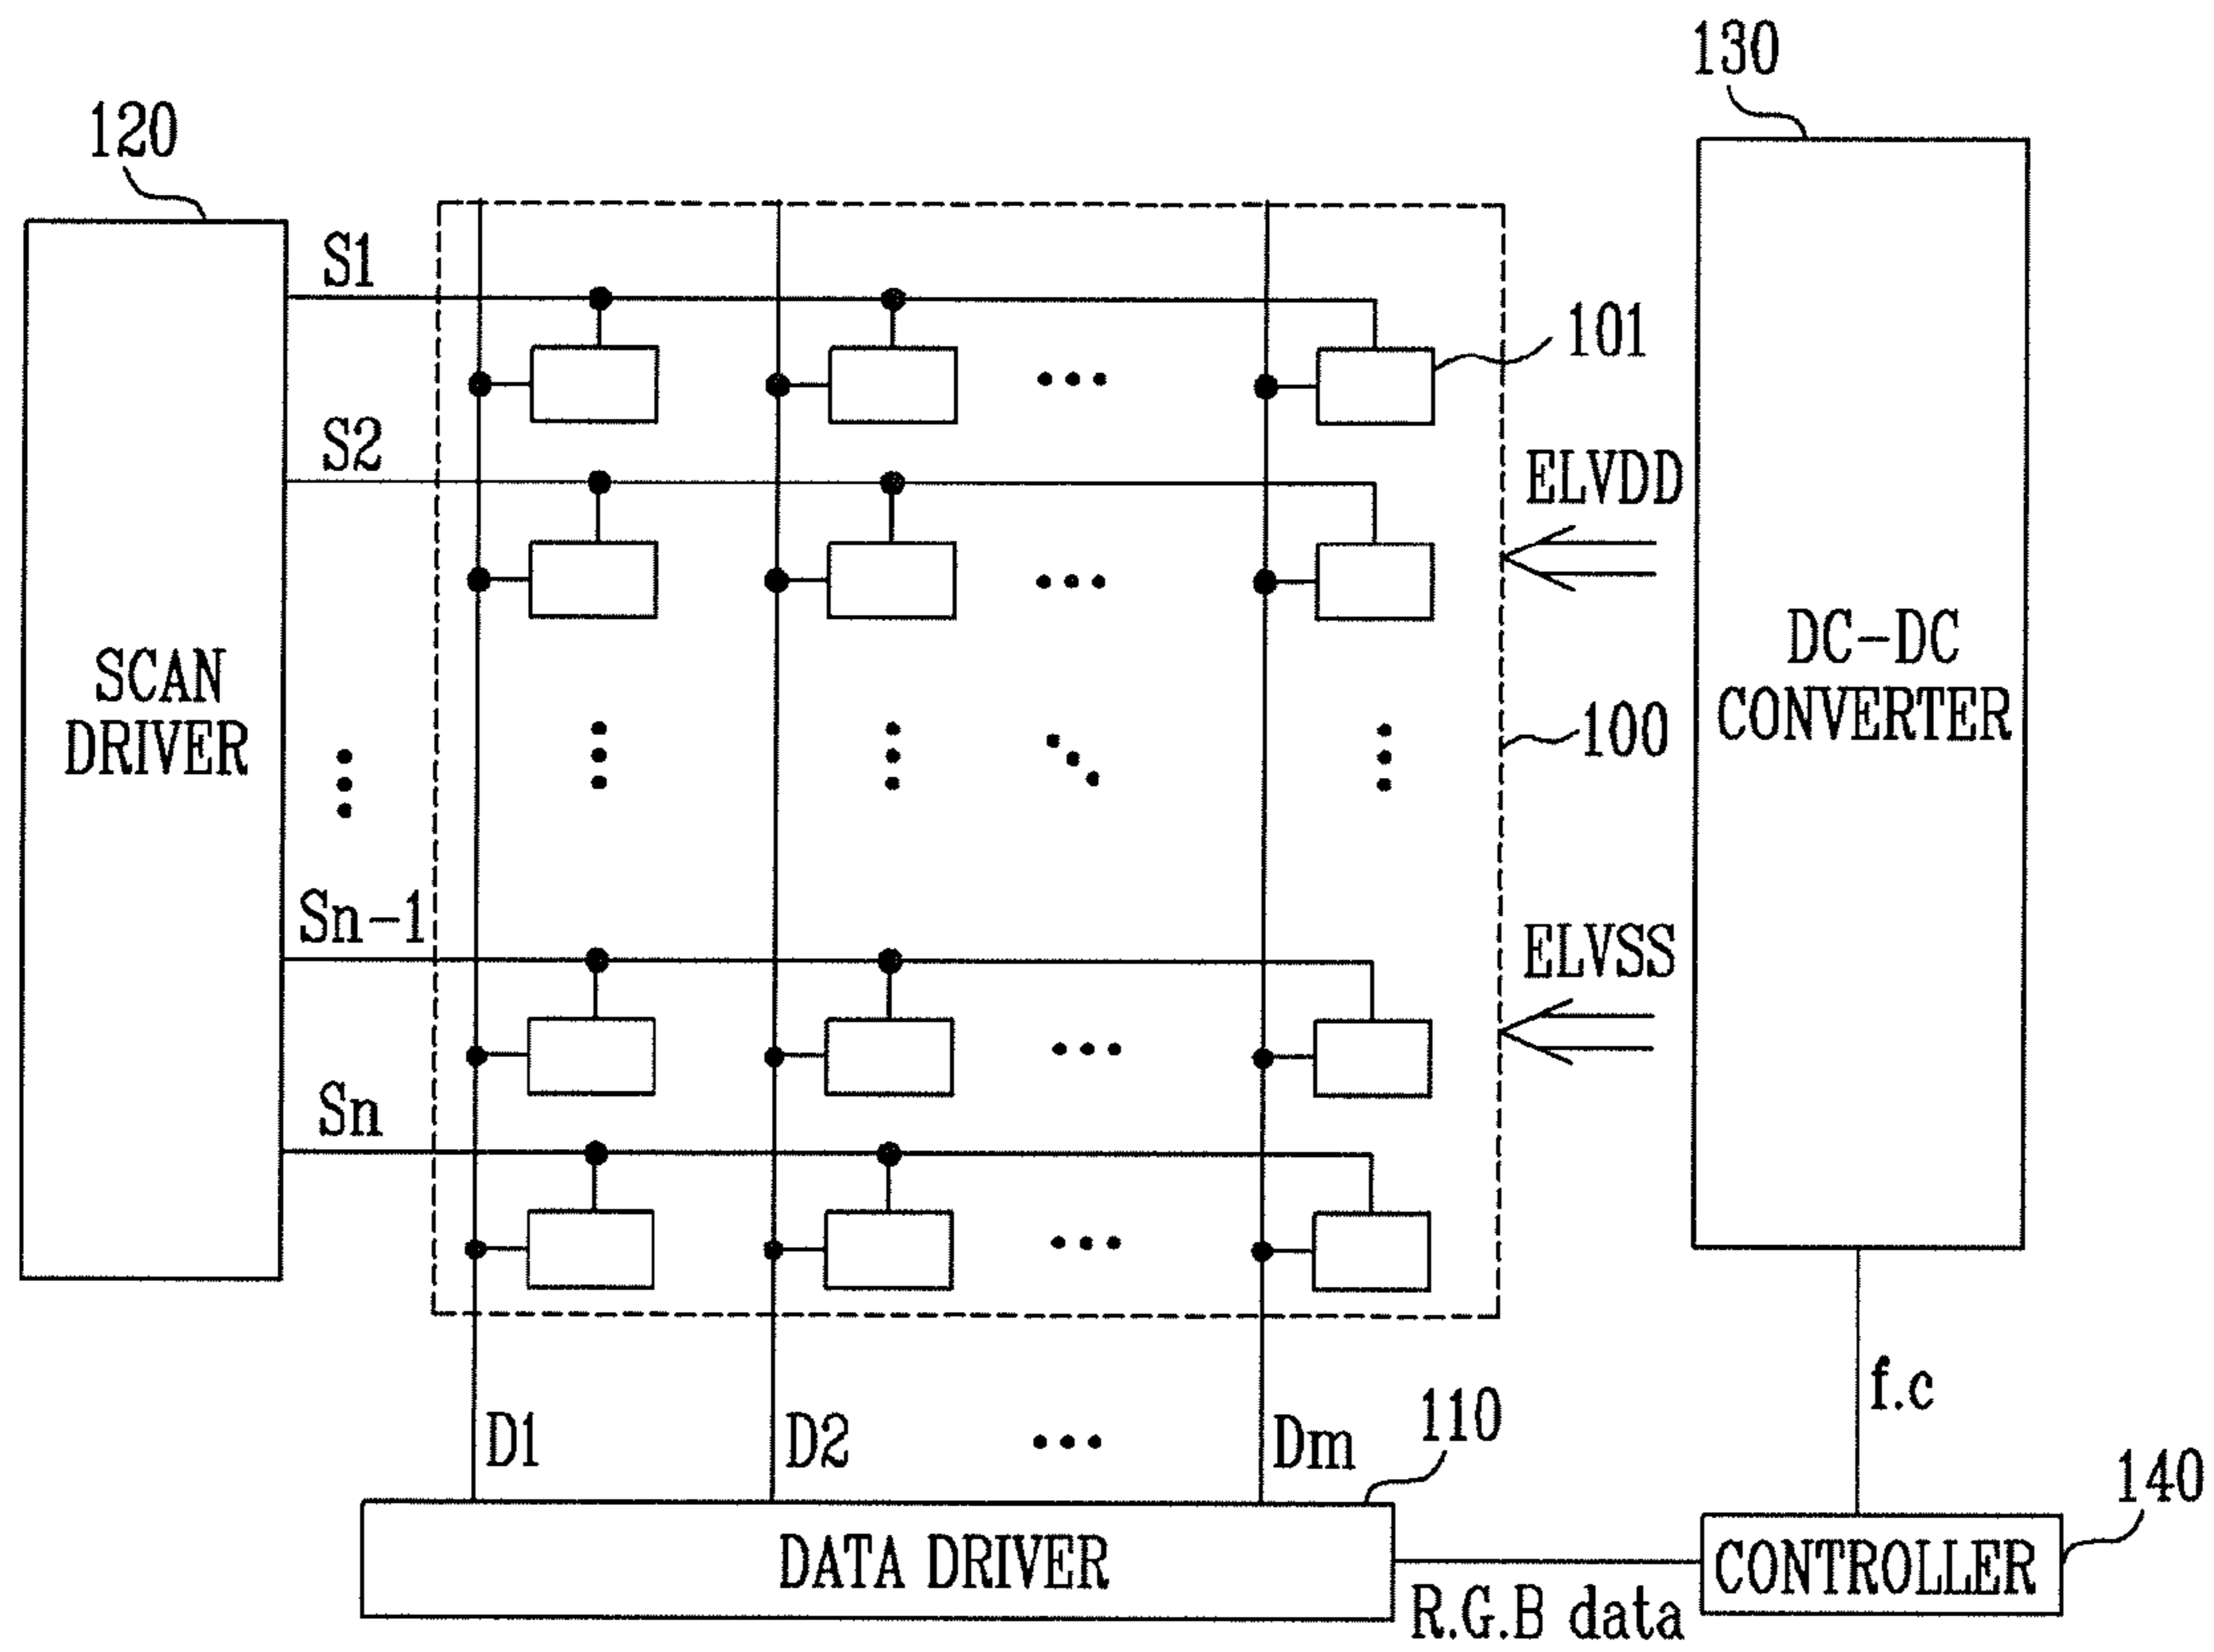 130
120
S1
101
S2
ELVDD
SCAN
DRIVER
DC-DC
CONVERTER
100
Sn-1
ELVSS
Sn
f.c
D1
D2
Dm
110
140
DATA DRIVER
CONTROLLER
R.G.B data